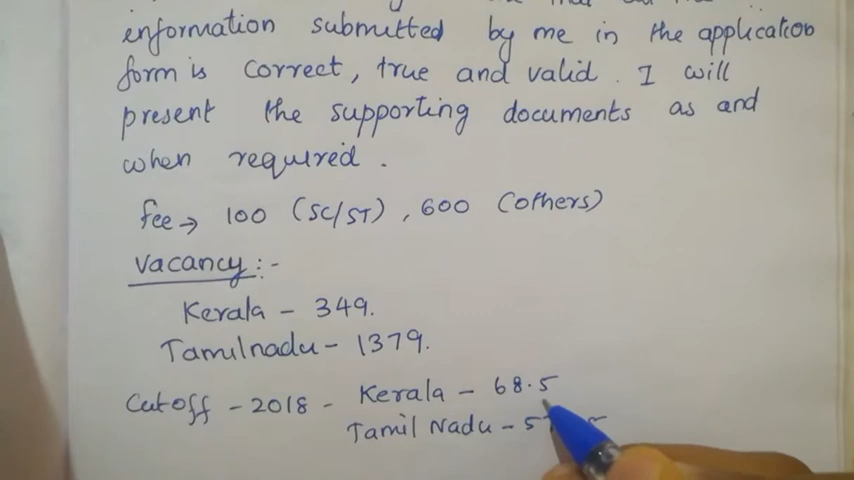 information submitted by me in the application
form is correct, true and valid. I will
present the supporting documents as and
when required.
fee → 100 (SC/ST), 600 (others)
Vacancy:-
Kerala - 349.
Tamilnadu - 1379.
Cutoff - 2018 - Kerala - 68.5
Tamil Nadu -